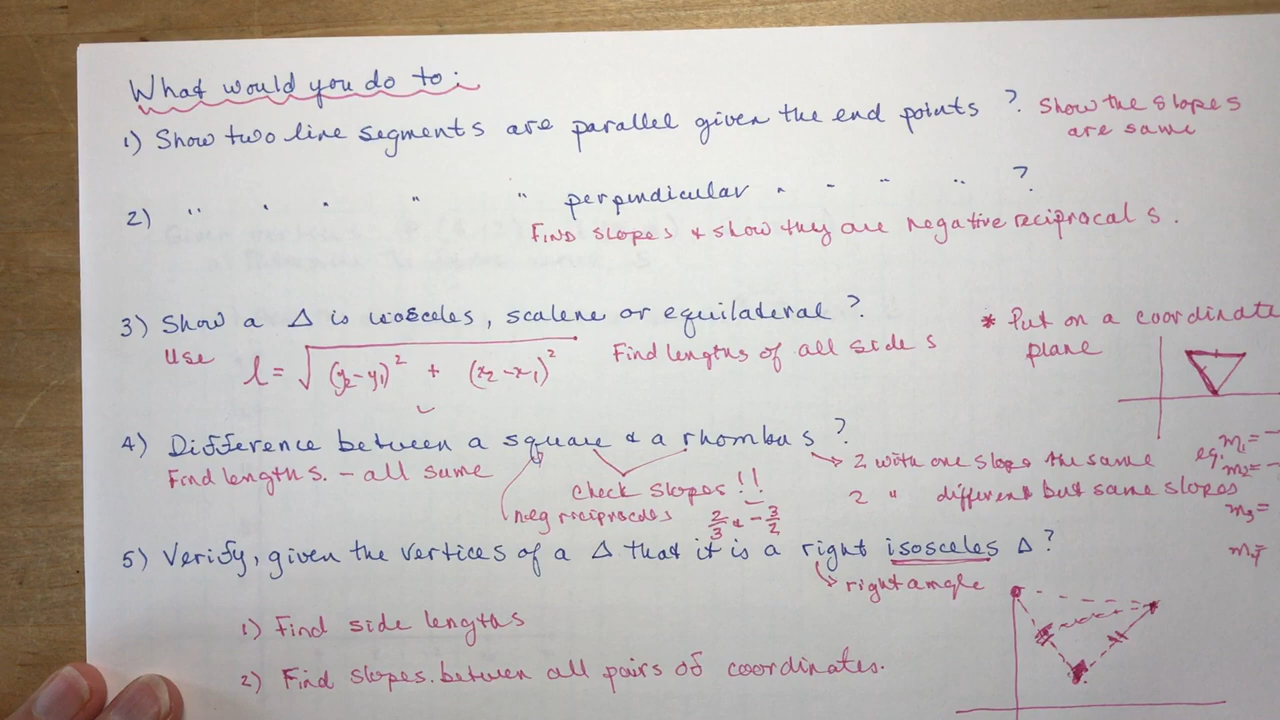 What would you do to:
1) Show two line segments are parallel given the end points? Show the slopes
are same
2) " " " " " perpendicular " " " " ?
Find slopes & show they are negative reciprocals.
3) Show a Δ is isosceles, scalene or equilateral?
* Put on a coordinate
plane
Use l = √(y₂-y₁)² + (x₂-x₁)² Find lengths of all sides
4) Difference between a square & a rhombus?
Find lengths. - all same
2 with one slope the same
2 " different but same slopes
eg. m₁ = -
m₂ = -
m₃ =
m₄
check slopes!!
neg reciprocals 2/3 & -3/2
5) Verify, given the vertices of a Δ that it is a right isosceles Δ?
right angle
1) Find side lengths
2) Find slopes between all pairs of coordinates.